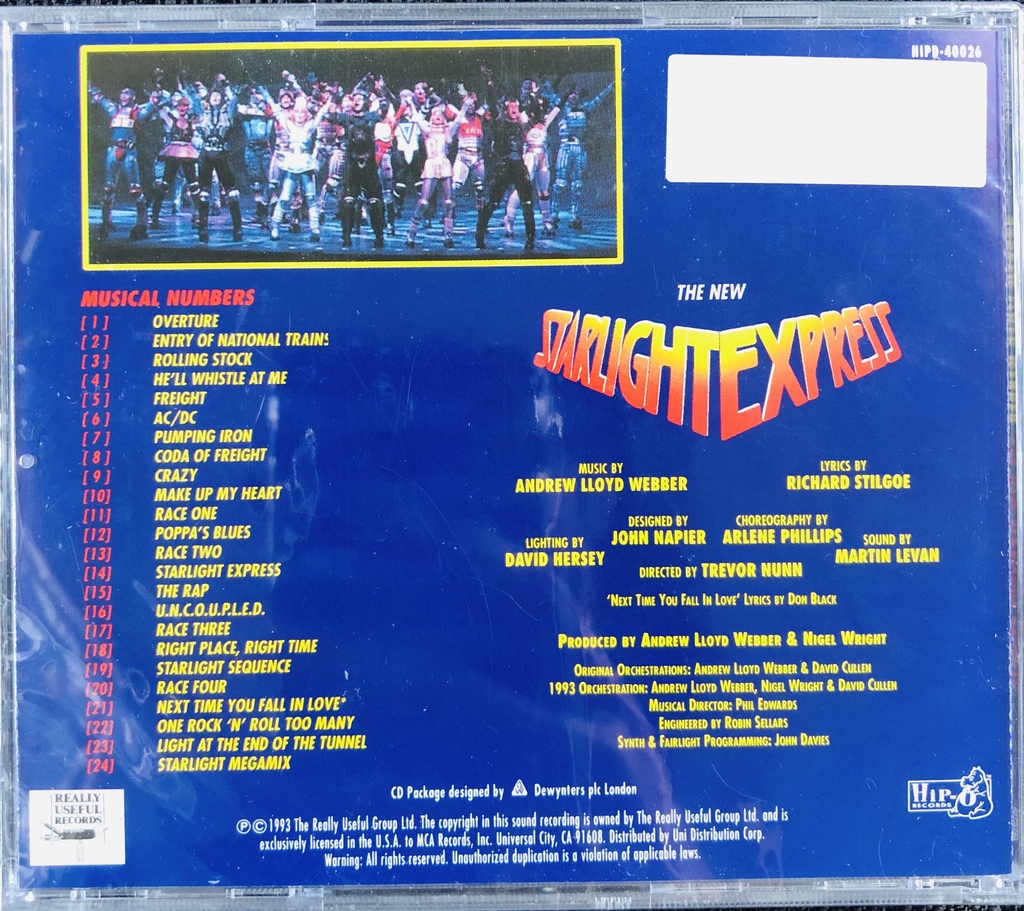 HIPD-40026
MUSICAL NUMBERS
[1] OVERTURE
[2] ENTRY OF NATIONAL TRAINS
[3] ROLLING STOCK
[4] HE'LL WHISTLE AT ME
[5] FREIGHT
[6] AC/DC
[7] PUMPING IRON
[8] CODA OF FREIGHT
[9] CRAZY
[10] MAKE UP MY HEART
[11] RACE ONE
[12] POPPA'S BLUES
[13] RACE TWO
[14] STARLIGHT EXPRESS
[15] THE RAP
[16] U.N.C.O.U.P.L.E.D.
[17] RACE THREE
[18] RIGHT PLACE, RIGHT TIME
[19] STARLIGHT SEQUENCE
[20] RACE FOUR
[21] NEXT TIME YOU FALL IN LOVE*
[22] ONE ROCK 'N' ROLL TOO MANY
[23] LIGHT AT THE END OF THE TUNNEL
[24] STARLIGHT MEGAMIX
THE NEW
STARLIGHT EXPRESS
MUSIC BY
ANDREW LLOYD WEBBER
LYRICS BY
RICHARD STILGOE
LIGHTING BY
DAVID HERSEY
DESIGNED BY
JOHN NAPIER
CHOREOGRAPHY BY
ARLENE PHILLIPS
SOUND BY
MARTIN LEVAN
DIRECTED BY TREVOR NUNN
'NEXT TIME YOU FALL IN LOVE' LYRICS BY DON BLACK
PRODUCED BY ANDREW LLOYD WEBBER & NIGEL WRIGHT
ORIGINAL ORCHESTRATIONS: ANDREW LLOYD WEBBER & DAVID CULLEN
1993 ORCHESTRATION: ANDREW LLOYD WEBBER, NIGEL WRIGHT & DAVID CULLEN
MUSICAL DIRECTOR: PHIL EDWARDS
ENGINEERED BY ROBIN SELLARS
SYNTH & FAIRLIGHT PROGRAMMING: JOHN DAVIES
CD Package designed by Dewynters plc London
REALLY
USEFUL
RECORDS
HIP-O
RECORDS
℗ © 1993 The Really Useful Group Ltd. The copyright in this sound recording is owned by The Really Useful Group Ltd. and is
exclusively licensed in the U.S.A. to MCA Records, Inc. Universal City, CA 91608. Distributed by Uni Distribution Corp.
Warning: All rights reserved. Unauthorized duplication is a violation of applicable laws.